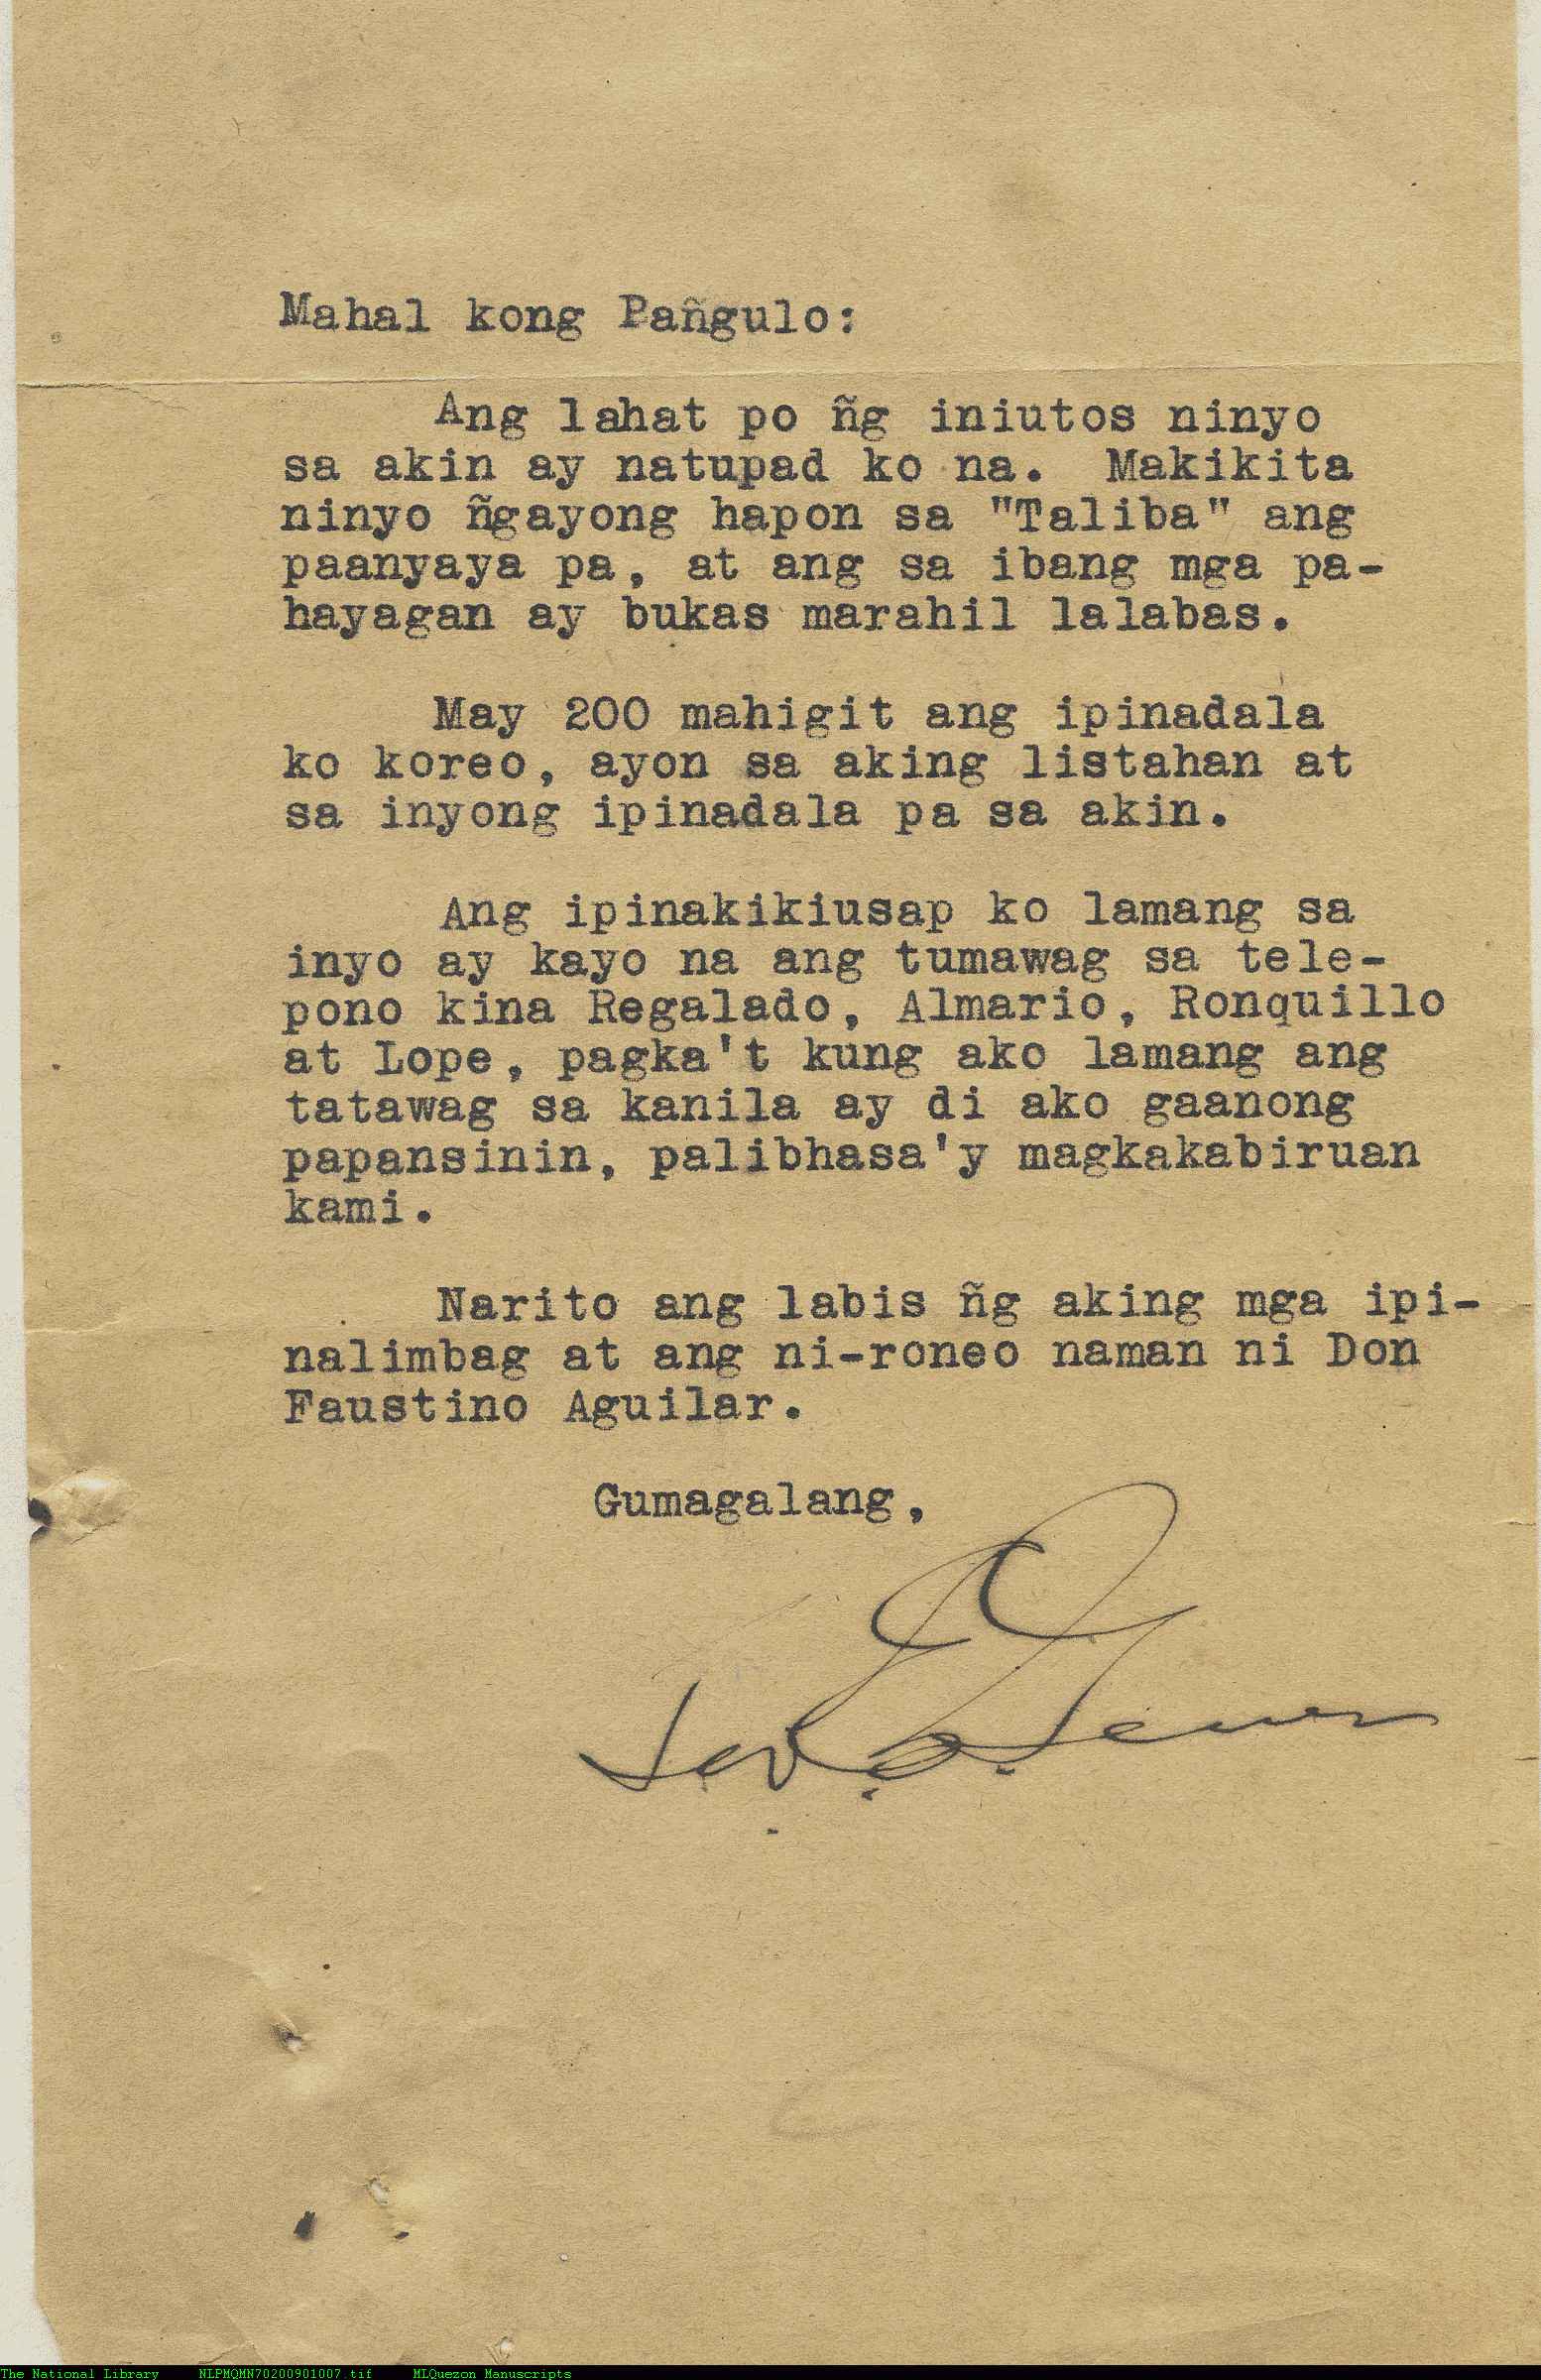 Mahal kong Pañgulo:
Ang lahat po ñg iniutos ninyo
sa akin ay natupad ko na. Makikita
ninyo ñgayong hapon sa "Taliba" ang
paanyaya pa, at ang sa ibang mga pa-
hayagan ay bukas marahil lalabas.
May 200 mahigit ang ipinadala
ko koreo, ayon sa aking listahan at
sa inyong ipinadala pa sa akin.
Ang ipinakikiusap ko lamang sa
inyo ay kayo na ang tumawag sa tele-
pono kina Regalado, Almario, Ronquillo
at Lope, pagka't kung ako lamang ang
tatawag sa kanila ay di ako gaanong
papansinin, palibhasa'y magkakabiruan
kami.
Narito ang labis ñg aking mga ipi-
nalimbag at ang ni-roneo naman ni Don
Faustino Aguilar.
Gumagalang,
The National Library NLPMQMN70200901007.tif MLQuezon Manuscripts